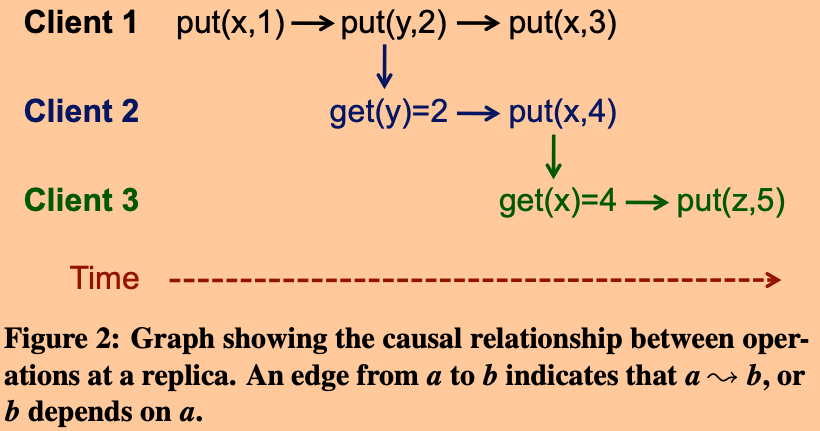 Client 1 put(x,1)→put(y,2)→put(x,3)
Client 2 get(y)=2→put(x,4)
Client 3 get(x)=4→put(z,5)
Time
Figure 2: Graph showing the causal relationship between oper-
ations at a replica. An edge from a to b indicates that a ⇝ b, or
b depends on a.